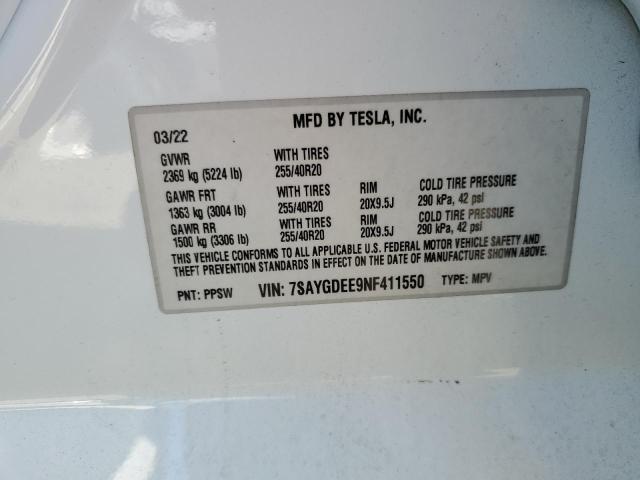 MFD BY TESLA, INC.
03/22
GVWR WITH TIRES
2369 kg (5224 lb) 255/40R20
GAWR FRT WITH TIRES RIM COLD TIRE PRESSURE
1363 kg (3004 lb) 255/40R20 20X9.5J 290 kPa, 42 psi
GAWR RR WITH TIRES RIM COLD TIRE PRESSURE
1500 kg (3306 lb) 255/40R20 20X9.5J 290 kPa, 42 psi
THIS VEHICLE CONFORMS TO ALL APPLICABLE U.S. FEDERAL MOTOR VEHICLE SAFETY AND
THEFT PREVENTION STANDARDS IN EFFECT ON THE DATE OF MANUFACTURE SHOWN ABOVE.
PNT: PPSW VIN: 7SAYGDEE9NF411550 TYPE: MPV